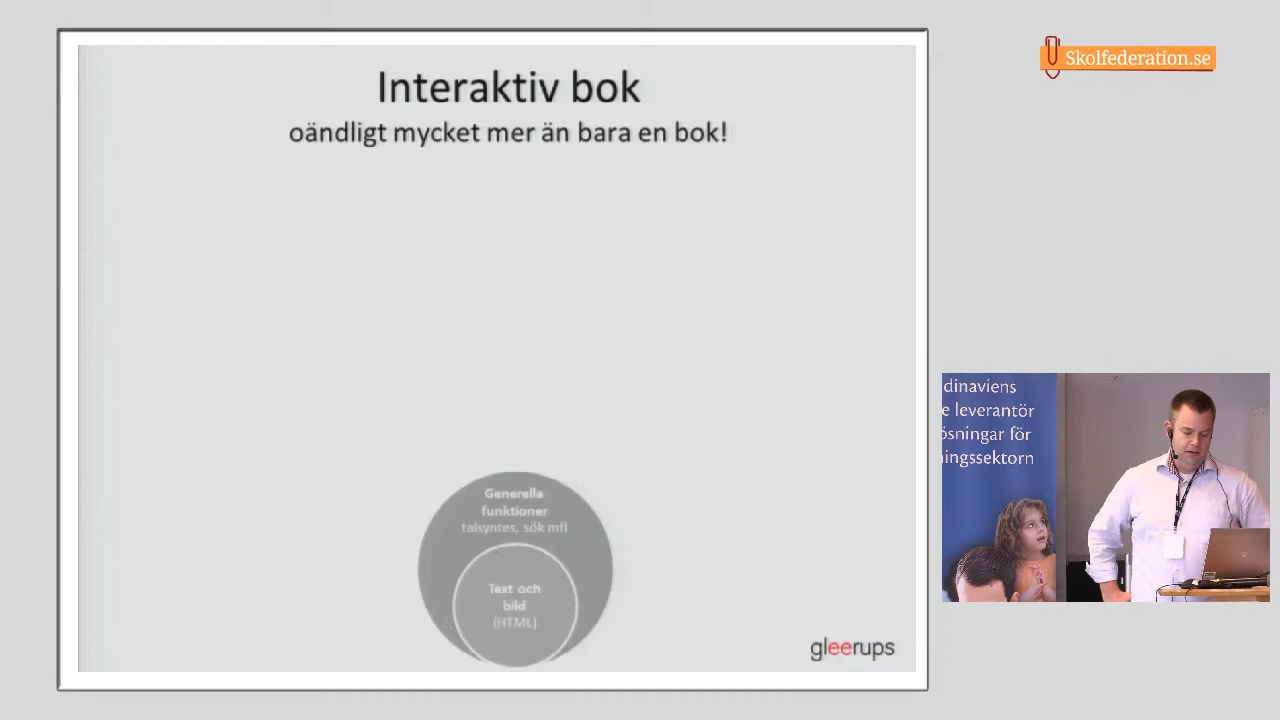 Interaktiv bok
oändligt mycket mer än bara en bok!
Generella
funktioner
talsyntes, sök mfl
Text och
bild
(HTML)
gleerups
Skolfederation.se
dinaviens
e leverantör
ösningar för
ningssektorn